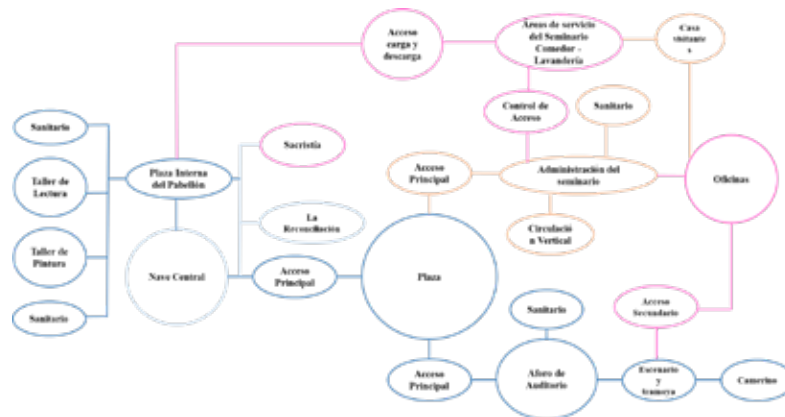 Acceso
carga y
descarga
Áreas de servicio
del Seminario
Comedor -
Lavandería
Casa
visitante
s
Control de
Acceso
Sanitario
Sanitario
Taller de
Lectura
Taller de
Pintura
Sanitario
Plaza Interna
del Pabellón
Sacristía
La
Reconciliación
Nave Central
Acceso
Principal
Acceso
Principal
Administración del
seminario
Oficinas
Circulació
n Vertical
Plaza
Acceso
Secundario
Sanitario
Acceso
Principal
Aforo de
Auditorio
Escenario
y
Camerino